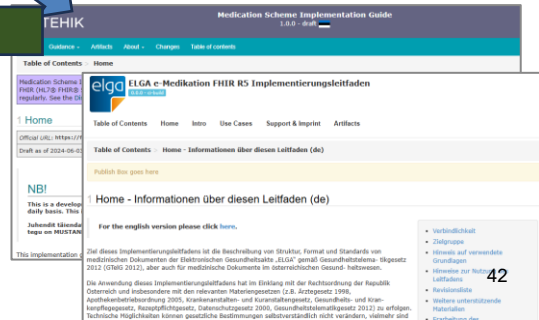 TEHIK
Medication Scheme Implementation Guide
1.0.0 - draft
Guidance Artifacts About Changes Table of contents
Table of Contents Home
Medication Scheme I
FHIR (HL7® FHIR®
regularly. See the Di
1 Home
Official URL: https://
Draft as of 2024-06-0
NB!
This is a develop
daily basis. This
Juhendit täienda
tegu on MUSTAN
This implementation g
elga
ELGA e-Medikation FHIR R5 Implementierungsleitfaden
Table of Contents Home Intro Use Cases Support & Imprint Artifacts
Table of Contents Home - Informationen über diesen Leitfaden (de)
Publish Box goes here
1 Home - Informationen über diesen Leitfaden (de)
For the english version please click here.
Ziel dieses Implementierungsleitfadens ist die Beschreibung von Struktur, Format und Standards von
medizinischen Dokumenten der Elektronischen Gesundheitsakte „ELGA" gemäß Gesundheitstelema- tikgesetz
2012 (GTelG 2012), aber auch für medizinische Dokumente im österreichischen Gesund- heitswesen.
Die Anwendung dieses Implementierungsleitfadens hat im Einklang mit der Rechtsordnung der Republik
Österreich und insbesondere mit den relevanten Materiengesetzen (z.B. Ärztegesetz 1998,
Apothekenbetriebsordnung 2005, Krankenanstalten- und Kuranstaltengesetz, Gesundheits- und Kran-
kenpflegegesetz, Rezeptpflichtgesetz, Datenschutzgesetz 2000, Gesundheitstelematikgesetz 2012) zu erfolgen.
Technische Möglichkeiten können gesetzliche Bestimmungen selbstverständlich nicht verändern, vielmehr sind
• Verbindlichkeit
• Zielgruppe
• Hinweis auf verwendete
Grundlagen
• Hinweise zur Nutzung
Leitfadens
• Revisionsliste
• Weitere unterstützende
Materialien
• Erarbeitung des
42